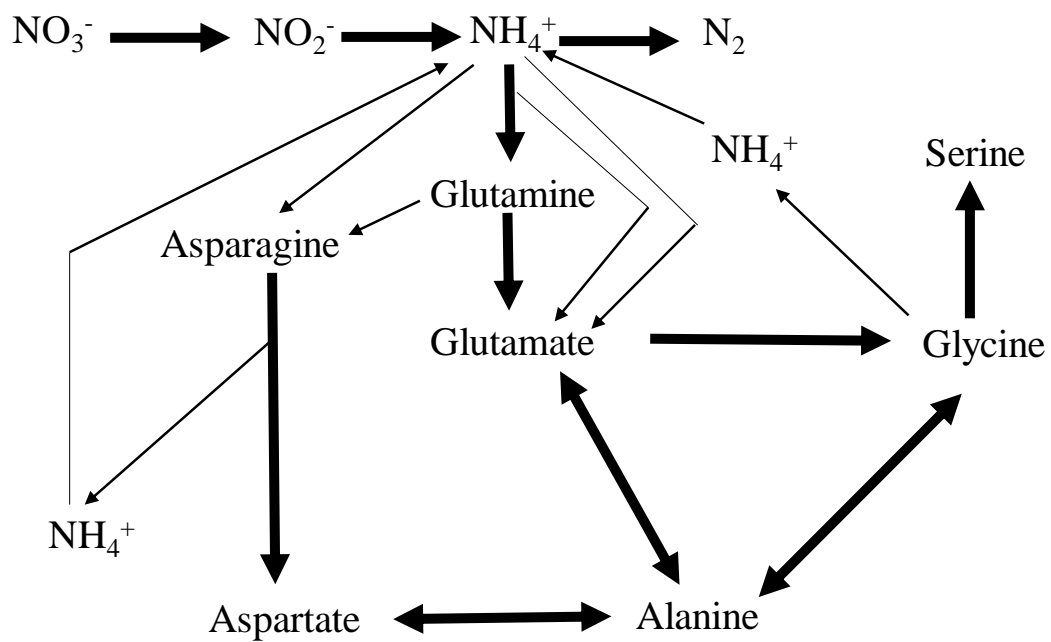 NO₃⁻ NO₂⁻ NH₄⁺ N₂
NH₄⁺
Serine
Glutamine
Asparagine
Glutamate
Glycine
NH₄⁺
Aspartate
Alanine